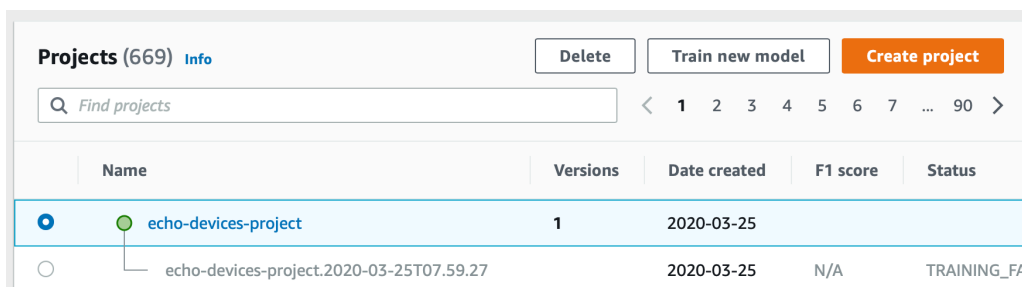 Projects (669) Info Delete Train new model Create project
Find projects 1 2 3 4 5 6 7 ... 90
Name Versions Date created F1 score Status
echo-devices-project 1 2020-03-25
echo-devices-project.2020-03-25T07.59.27 2020-03-25 N/A